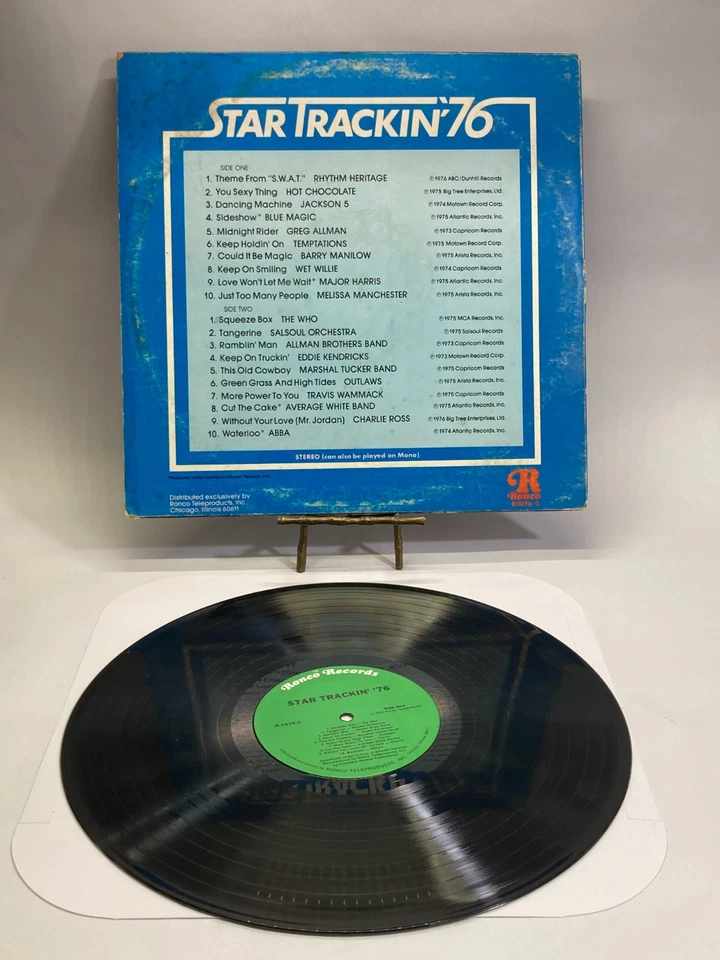 STAR TRACKIN' '76
SIDE ONE
1. Theme From "S.W.A.T." RHYTHM HERITAGE ℗1976 ABC/Dunhill Records
2. You Sexy Thing HOT CHOCOLATE ℗1975 Big Tree Enterprises, Ltd.
3. Dancing Machine JACKSON 5 ℗1974 Motown Record Corp.
4. Sideshow* BLUE MAGIC ℗1975 Atlantic Records, Inc.
5. Midnight Rider GREG ALLMAN ℗1973 Capricorn Records
6. Keep Holdin' On TEMPTATIONS ℗1975 Motown Record Corp.
7. Could It Be Magic BARRY MANILOW ℗1975 Arista Records, Inc.
8. Keep On Smiling WET WILLIE ℗1974 Capricorn Records
9. Love Won't Let Me Wait* MAJOR HARRIS ℗1975 Atlantic Records, Inc.
10. Just Too Many People MELISSA MANCHESTER ℗1975 Arista Records, Inc.
SIDE TWO
1. Squeeze Box THE WHO ℗1975 MCA Records, Inc.
2. Tangerine SALSOUL ORCHESTRA ℗1975 Salsoul Records
3. Ramblin' Man ALLMAN BROTHERS BAND ℗1973 Capricorn Records
4. Keep On Truckin' EDDIE KENDRICKS ℗1973 Motown Record Corp.
5. This Old Cowboy MARSHAL TUCKER BAND ℗1975 Capricorn Records
6. Green Grass And High Tides OUTLAWS ℗1975 Arista Records, Inc.
7. More Power To You TRAVIS WAMMACK ℗1975 Capricorn Records
8. Cut The Cake* AVERAGE WHITE BAND ℗1975 Atlantic Records, Inc.
9. Without Your Love (Mr. Jordan) CHARLIE ROSS ℗1976 Big Tree Enterprises, Ltd.
10. Waterloo* ABBA ℗1974 Atlantic Records, Inc.
STEREO (can also be played on Mono)
Distributed exclusively by
Ronco Teleproducts, Inc.
Chicago, Illinois 60611
R
Ronco
Ronco Records
STAR TRACKIN' '76
Side two